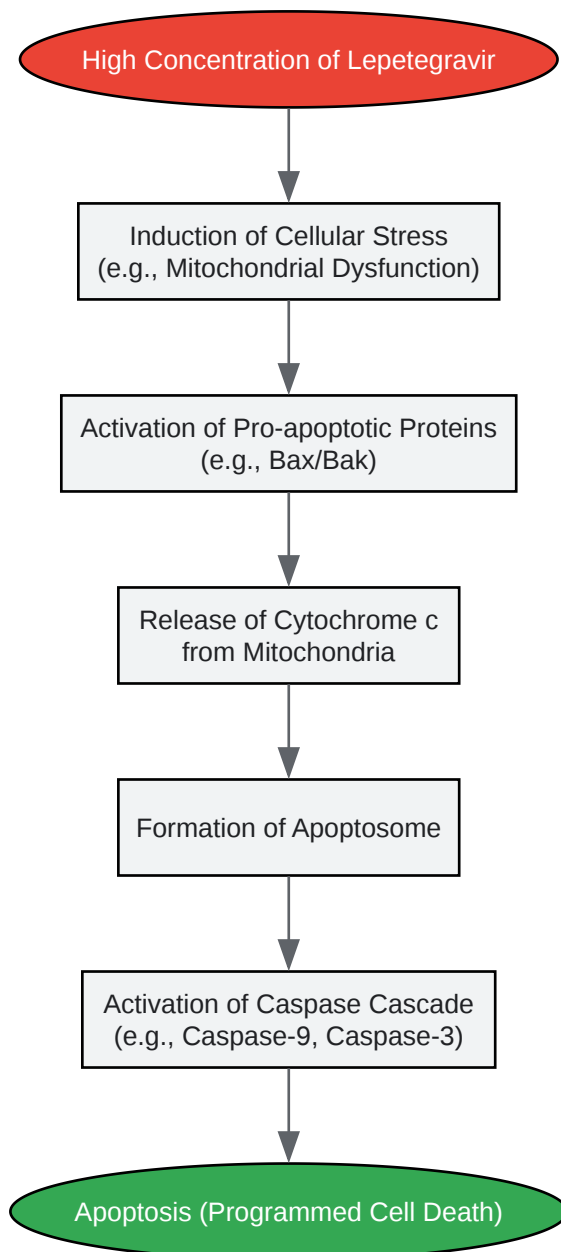 High Concentration of Lepetegravir
Induction of Cellular Stress
(e.g., Mitochondrial Dysfunction)
Activation of Pro-apoptotic Proteins
(e.g., Bax/Bak)
Release of Cytochrome c
from Mitochondria
Formation of Apoptosome
Activation of Caspase Cascade
(e.g., Caspase-9, Caspase-3)
Apoptosis (Programmed Cell Death)